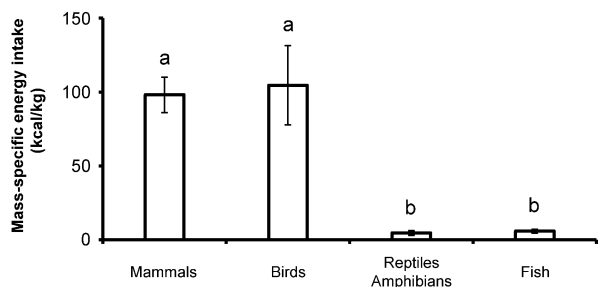 Mass-specific energy intake
(kcal/kg)
150
100
50
0
a
a
b
b
Mammals
Birds
Reptiles
Amphibians
Fish